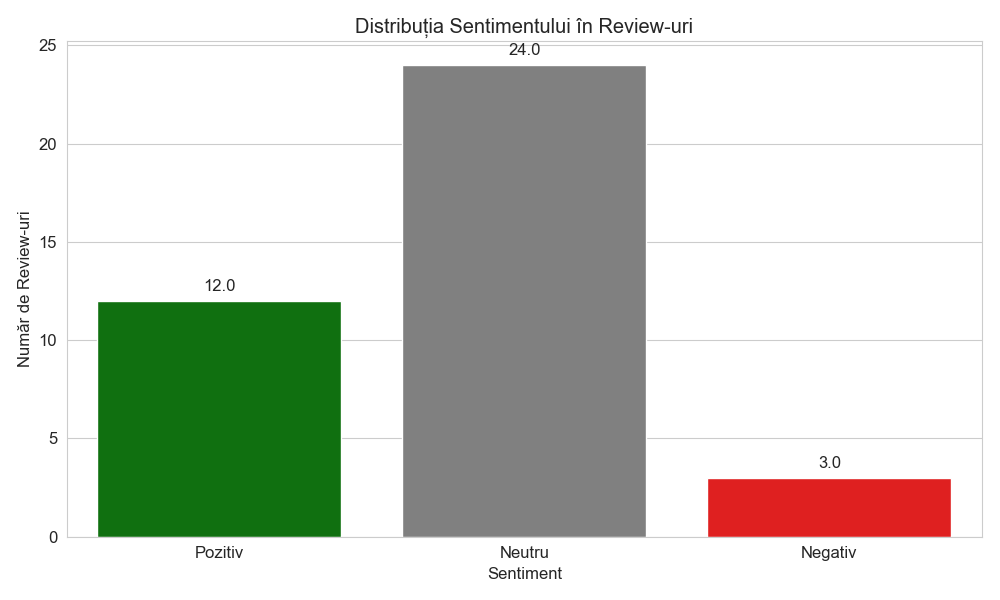 Distribuția Sentimentului în Review-uri
25
24.0
20
15
12.0
10
5
3.0
0
Număr de Review-uri
Pozitiv
Neutru
Negativ
Sentiment